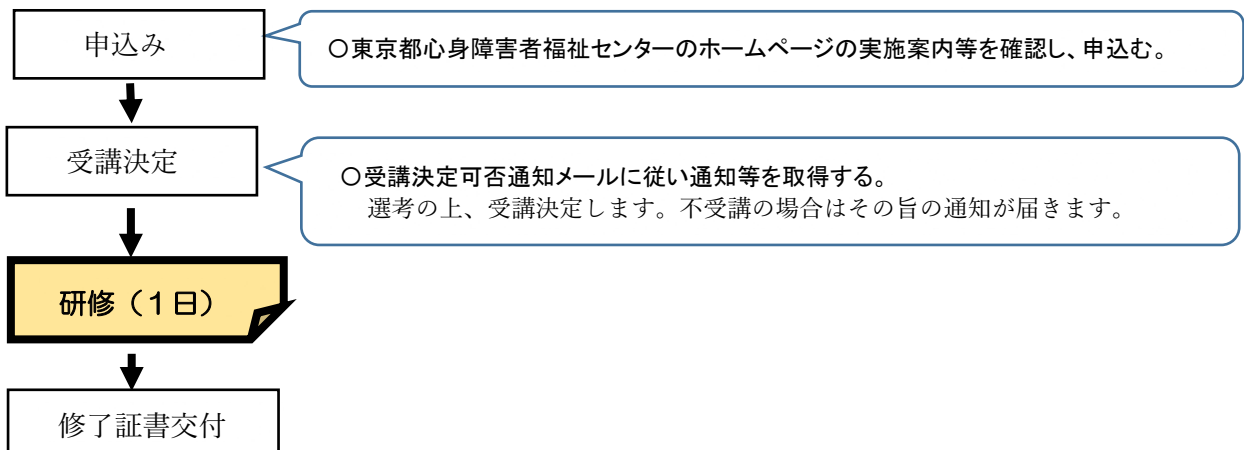 申込み
〇東京都心身障害者福祉センターのホームページの実施案内等を確認し、申込む。
受講決定
〇受講決定可否通知メールに従い通知等を取得する。
選考の上、受講決定します。不受講の場合はその旨の通知が届きます。
研修（１日）
修了証書交付